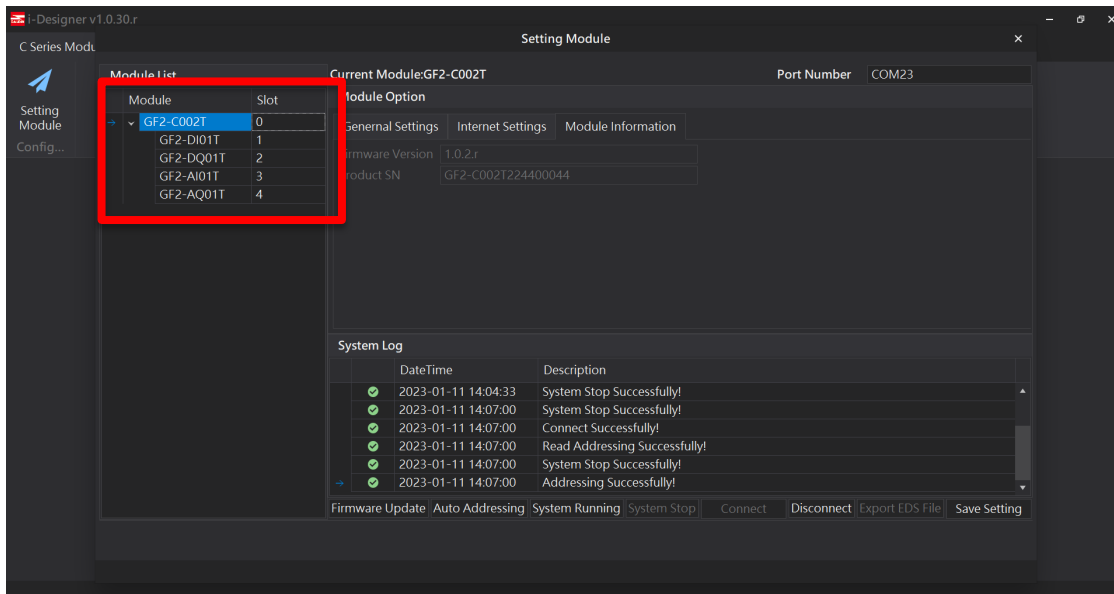 i-Designer v1.0.30.r
C Series Modu
Setting Module
Setting
Module
Config...
Module List
Module Slot
GF2-C002T 0
GF2-DI01T 1
GF2-DQ01T 2
GF2-AI01T 3
GF2-AQ01T 4
Current Module:GF2-C002T
Port Number COM23
Module Option
Genernal Settings Internet Settings Module Information
Firmware Version 1.0.2.r
Product SN GF2-C002T224400044
System Log
DateTime Description
2023-01-11 14:04:33 System Stop Successfully!
2023-01-11 14:07:00 System Stop Successfully!
2023-01-11 14:07:00 Connect Successfully!
2023-01-11 14:07:00 Read Addressing Successfully!
2023-01-11 14:07:00 System Stop Successfully!
2023-01-11 14:07:00 Addressing Successfully!
Firmware Update Auto Addressing System Running System Stop Connect Disconnect Export EDS File Save Setting